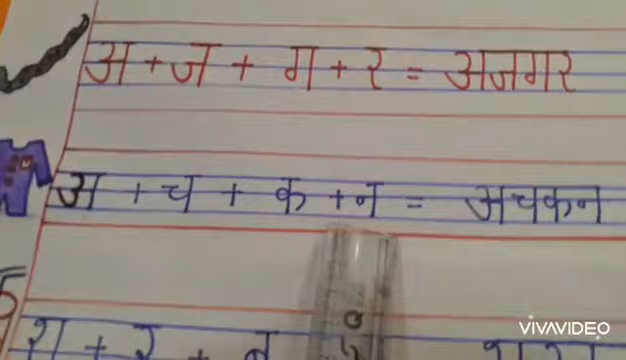 अ + ज + ग + र = अजगर
अ + च + क + न = अचकन
VIVAVIDEO